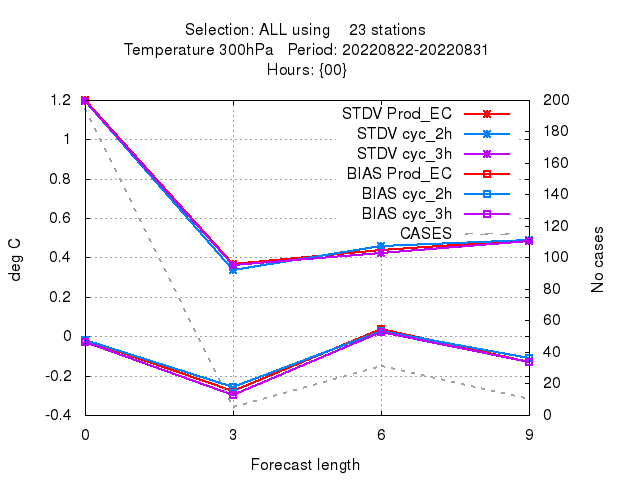 Selection: ALL using    23 stations
Temperature 300hPa   Period: 20220822-20220831
Hours: {00}
1.2
1
0.8
0.6
0.4
0.2
0
-0.2
-0.4
deg C
STDV Prod_EC
STDV cyc_2h
STDV cyc_3h
BIAS Prod_EC
BIAS cyc_2h
BIAS cyc_3h
CASES
200
180
160
140
120
100
80
60
40
20
0
No cases
0 3 6 9
Forecast length